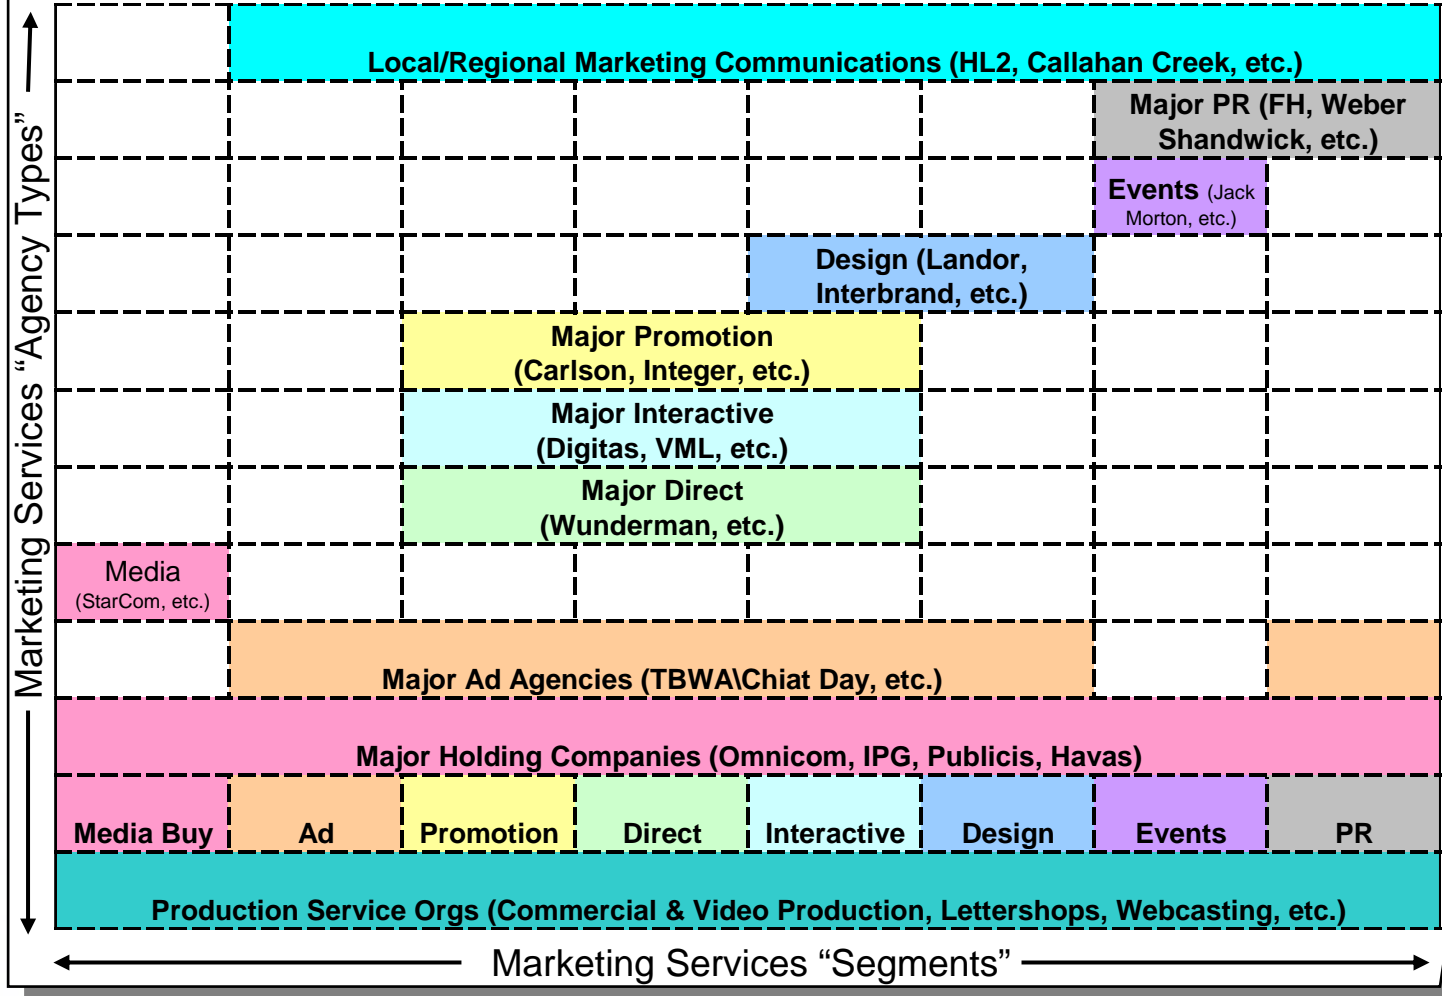 Marketing Services “Agency Types”
Local/Regional Marketing Communications (HL2, Callahan Creek, etc.)
Major PR (FH, Weber
Shandwick, etc.)
Events (Jack
Morton, etc.)
Design (Landor,
Interbrand, etc.)
Major Promotion
(Carlson, Integer, etc.)
Major Interactive
(Digitas, VML, etc.)
Major Direct
(Wunderman, etc.)
Media
(StarCom, etc.)
Major Ad Agencies (TBWA\Chiat Day, etc.)
Major Holding Companies (Omnicom, IPG, Publicis, Havas)
Media Buy Ad Promotion Direct Interactive Design Events PR
Production Service Orgs (Commercial & Video Production, Lettershops, Webcasting, etc.)
Marketing Services “Segments”